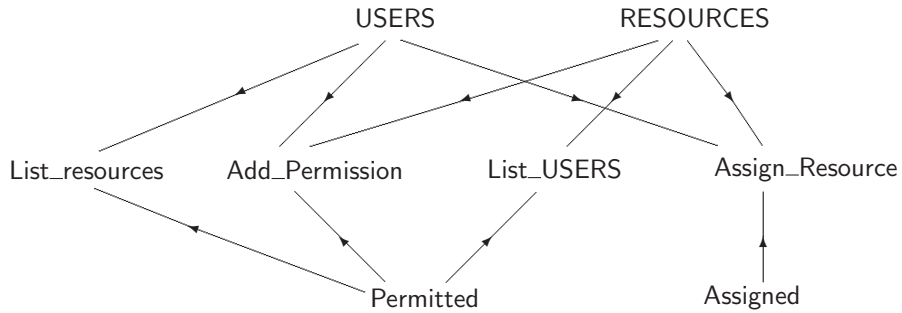 USERS RESOURCES
List_resources Add_Permission List_USERS Assign_Resource
Permitted Assigned